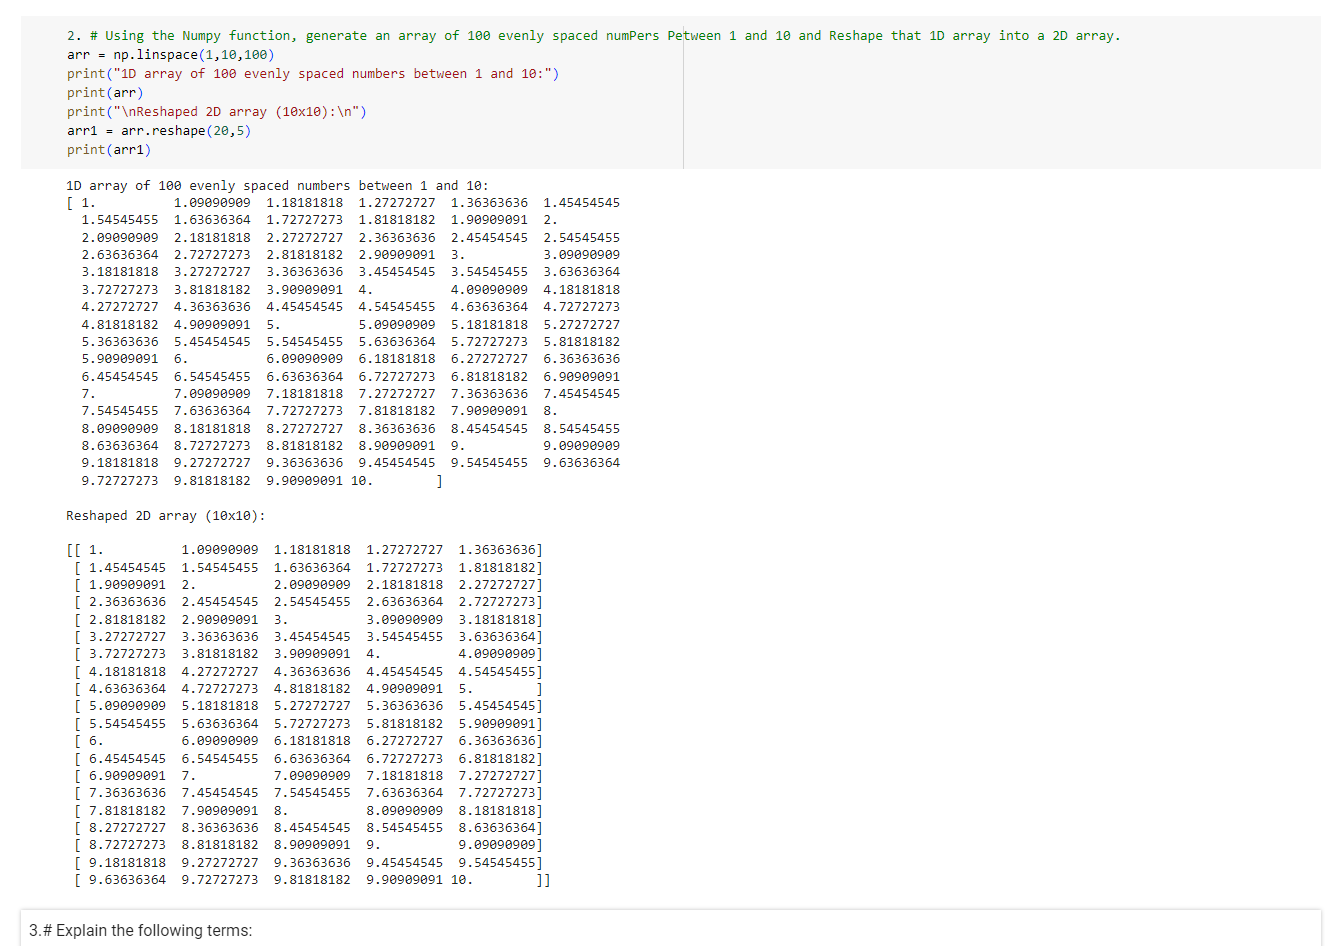 2. # Using the Numpy function, generate an array of 100 evenly spaced numPers Petween 1 and 10 and Reshape that 1D array into a 2D array.
arr = np.linspace(1,10,100)
print("1D array of 100 evenly spaced numbers between 1 and 10:")
print(arr)
print("\nReshaped 2D array (10x10):\n")
arr1 = arr.reshape(20,5)
print(arr1)
1D array of 100 evenly spaced numbers between 1 and 10:
[ 1.          1.09090909  1.18181818  1.27272727  1.36363636  1.45454545
  1.54545455  1.63636364  1.72727273  1.81818182  1.90909091  2.
  2.09090909  2.18181818  2.27272727  2.36363636  2.45454545  2.54545455
  2.63636364  2.72727273  2.81818182  2.90909091  3.          3.09090909
  3.18181818  3.27272727  3.36363636  3.45454545  3.54545455  3.63636364
  3.72727273  3.81818182  3.90909091  4.          4.09090909  4.18181818
  4.27272727  4.36363636  4.45454545  4.54545455  4.63636364  4.72727273
  4.81818182  4.90909091  5.          5.09090909  5.18181818  5.27272727
  5.36363636  5.45454545  5.54545455  5.63636364  5.72727273  5.81818182
  5.90909091  6.          6.09090909  6.18181818  6.27272727  6.36363636
  6.45454545  6.54545455  6.63636364  6.72727273  6.81818182  6.90909091
  7.          7.09090909  7.18181818  7.27272727  7.36363636  7.45454545
  7.54545455  7.63636364  7.72727273  7.81818182  7.90909091  8.
  8.09090909  8.18181818  8.27272727  8.36363636  8.45454545  8.54545455
  8.63636364  8.72727273  8.81818182  8.90909091  9.          9.09090909
  9.18181818  9.27272727  9.36363636  9.45454545  9.54545455  9.63636364
  9.72727273  9.81818182  9.90909091 10.        ]
Reshaped 2D array (10x10):
[[ 1.          1.09090909  1.18181818  1.27272727  1.36363636]
 [ 1.45454545  1.54545455  1.63636364  1.72727273  1.81818182]
 [ 1.90909091  2.          2.09090909  2.18181818  2.27272727]
 [ 2.36363636  2.45454545  2.54545455  2.63636364  2.72727273]
 [ 2.81818182  2.90909091  3.          3.09090909  3.18181818]
 [ 3.27272727  3.36363636  3.45454545  3.54545455  3.63636364]
 [ 3.72727273  3.81818182  3.90909091  4.          4.09090909]
 [ 4.18181818  4.27272727  4.36363636  4.45454545  4.54545455]
 [ 4.63636364  4.72727273  4.81818182  4.90909091  5.        ]
 [ 5.09090909  5.18181818  5.27272727  5.36363636  5.45454545]
 [ 5.54545455  5.63636364  5.72727273  5.81818182  5.90909091]
 [ 6.          6.09090909  6.18181818  6.27272727  6.36363636]
 [ 6.45454545  6.54545455  6.63636364  6.72727273  6.81818182]
 [ 6.90909091  7.          7.09090909  7.18181818  7.27272727]
 [ 7.36363636  7.45454545  7.54545455  7.63636364  7.72727273]
 [ 7.81818182  7.90909091  8.          8.09090909  8.18181818]
 [ 8.27272727  8.36363636  8.45454545  8.54545455  8.63636364]
 [ 8.72727273  8.81818182  8.90909091  9.          9.09090909]
 [ 9.18181818  9.27272727  9.36363636  9.45454545  9.54545455]
 [ 9.63636364  9.72727273  9.81818182  9.90909091 10.        ]]
3.# Explain the following terms: